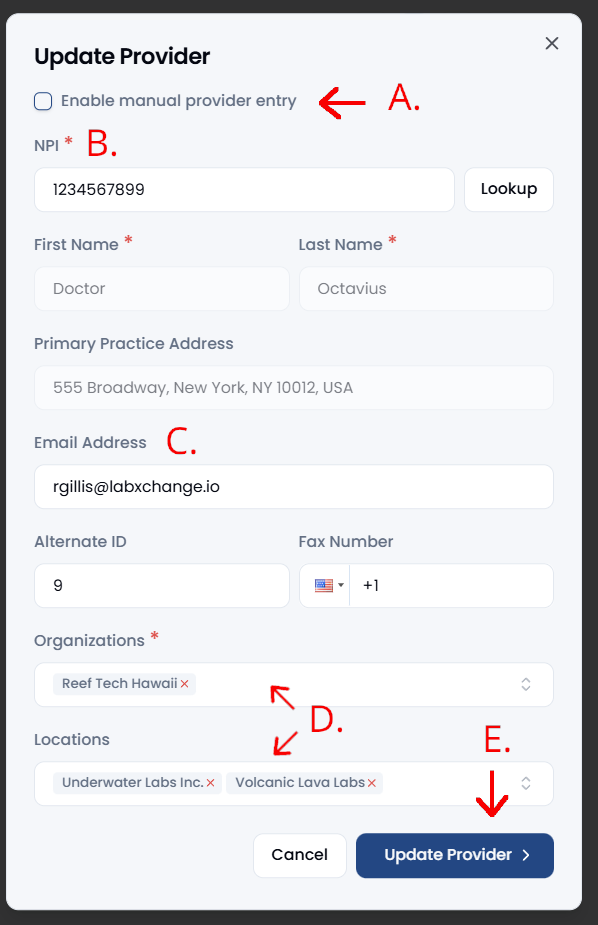 Update Provider
Enable manual provider entry A.
NPI * B.
1234567899 Lookup
First Name * Last Name *
Doctor Octavius
Primary Practice Address
555 Broadway, New York, NY 10012, USA
Email Address C.
rgillis@labxchange.io
Alternate ID Fax Number
9 +1
Organizations *
Reef Tech Hawaii ×
D.
Locations E.
Underwater Labs Inc. × Volcanic Lava Labs ×
Cancel Update Provider >